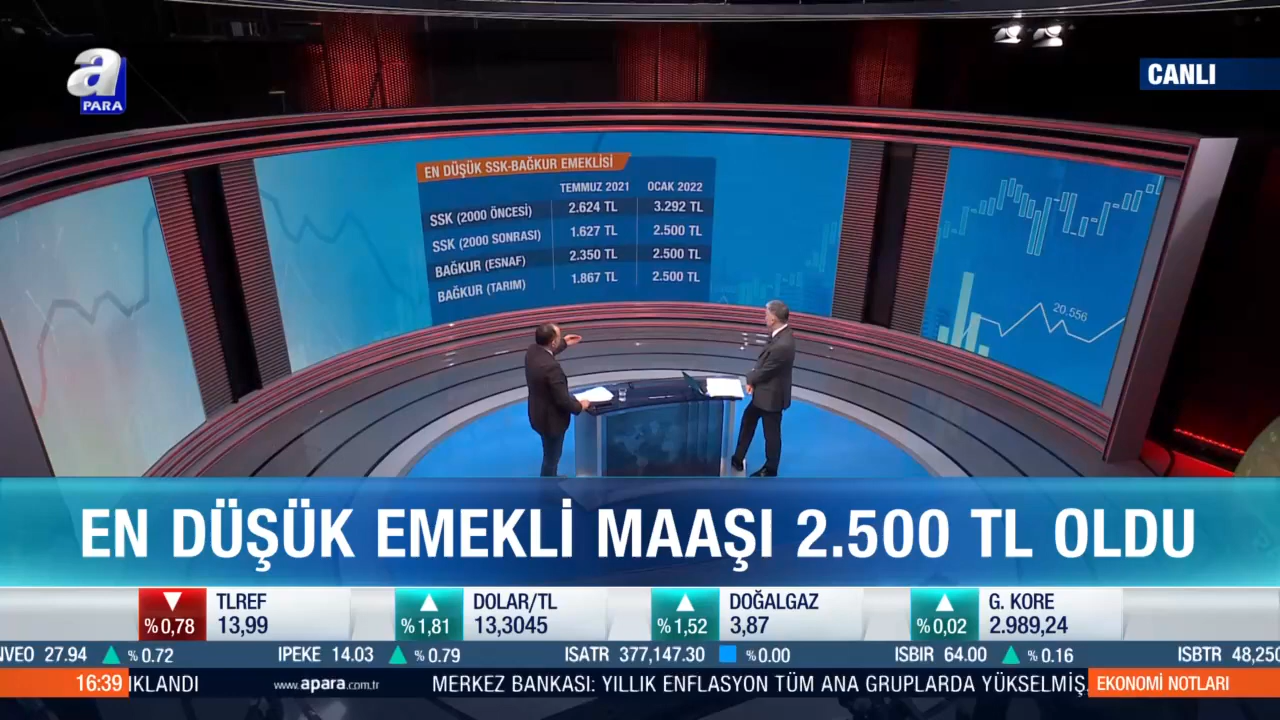 a
PARA
CANLI
EN DÜŞÜK SSK-BAĞKUR EMEKLİSİ
TEMMUZ 2021 OCAK 2022
SSK (2000 ÖNCESİ) 2.624 TL 3.292 TL
SSK (2000 SONRASI) 1.627 TL 2.500 TL
BAĞKUR (ESNAF) 2.350 TL 2.500 TL
BAĞKUR (TARIM) 1.867 TL 2.500 TL
20.556
EN DÜŞÜK EMEKLİ MAAŞI 2.500 TL OLDU
%0,78 TLREF 13,99
%1,81 DOLAR/TL 13,3045
%1,52 DOĞALGAZ 3,87
%0,02 G. KORE 2.989,24
NVEO 27.94 %0.72 IPEKE 14.03 %0.79 ISATR 377,147.30 %0.00 ISBIR 64.00 %0.16 ISBTR 48,250
16:39 IKLANDI www.apara.com.tr MERKEZ BANKASI: YILLIK ENFLASYON TÜM ANA GRUPLARDA YÜKSELMİŞ. EKONOMİ NOTLARI